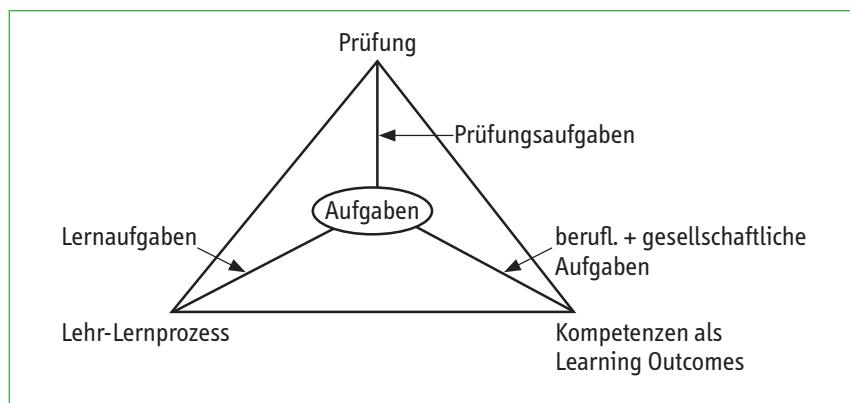 Prüfung
Prüfungsaufgaben
Aufgaben
Lernaufgaben
berufl. + gesellschaftliche
Aufgaben
Lehr-Lernprozess
Kompetenzen als
Learning Outcomes